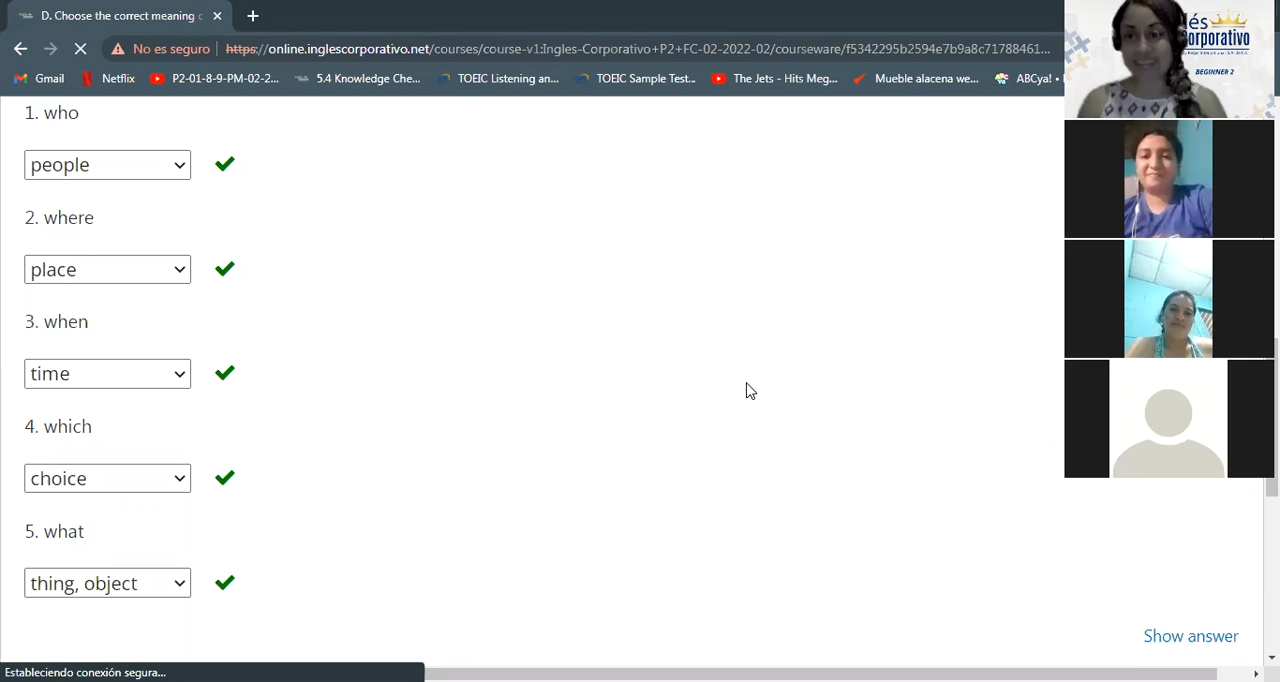 D. Choose the correct meaning o
No es seguro https://online.inglescorporativo.net/courses/course-v1:Ingles-Corporativo+P2+FC-02-2022-02/courseware/f5342295b2594e7b9a8c71788461...
Gmail Netflix P2-01-8-9-PM-02-2... 5.4 Knowledge Che... TOEIC Listening an... TOEIC Sample Test... The Jets - Hits Meg... Mueble alacena we... ABCya! •
1. who
people
2. where
place
3. when
time
4. which
choice
5. what
thing, object
Show answer
Estableciendo conexión segura...
lés
Corporativo
BEGINNER 2